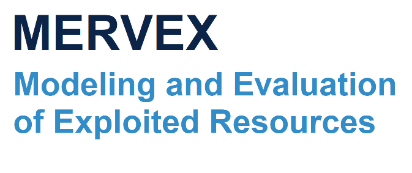 MERVEX
Modeling and Evaluation
of Exploited Resources